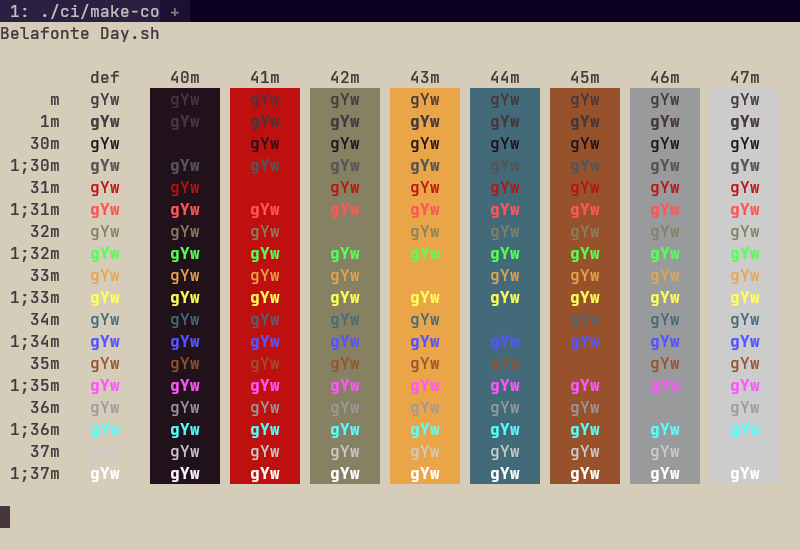 1: ./ci/make-co +
Belafonte Day.sh
def 40m 41m 42m 43m 44m 45m 46m 47m
m gYw gYw gYw gYw gYw gYw gYw gYw gYw
1m gYw gYw gYw gYw gYw gYw gYw gYw gYw
30m gYw gYw gYw gYw gYw gYw gYw gYw
1;30m gYw gYw gYw gYw gYw gYw gYw gYw gYw
31m gYw gYw gYw gYw gYw gYw gYw gYw
1;31m gYw gYw gYw gYw gYw gYw gYw gYw gYw
32m gYw gYw gYw gYw gYw gYw gYw gYw
1;32m gYw gYw gYw gYw gYw gYw gYw gYw gYw
33m gYw gYw gYw gYw gYw gYw gYw gYw
1;33m gYw gYw gYw gYw gYw gYw gYw gYw gYw
34m gYw gYw gYw gYw gYw gYw gYw gYw
1;34m gYw gYw gYw gYw gYw gYw gYw gYw gYw
35m gYw gYw gYw gYw gYw gYw gYw gYw
1;35m gYw gYw gYw gYw gYw gYw gYw gYw gYw
36m gYw gYw gYw gYw gYw gYw gYw gYw
1;36m gYw gYw gYw gYw gYw gYw gYw gYw gYw
37m gYw gYw gYw gYw gYw gYw gYw gYw
1;37m gYw gYw gYw gYw gYw gYw gYw gYw gYw